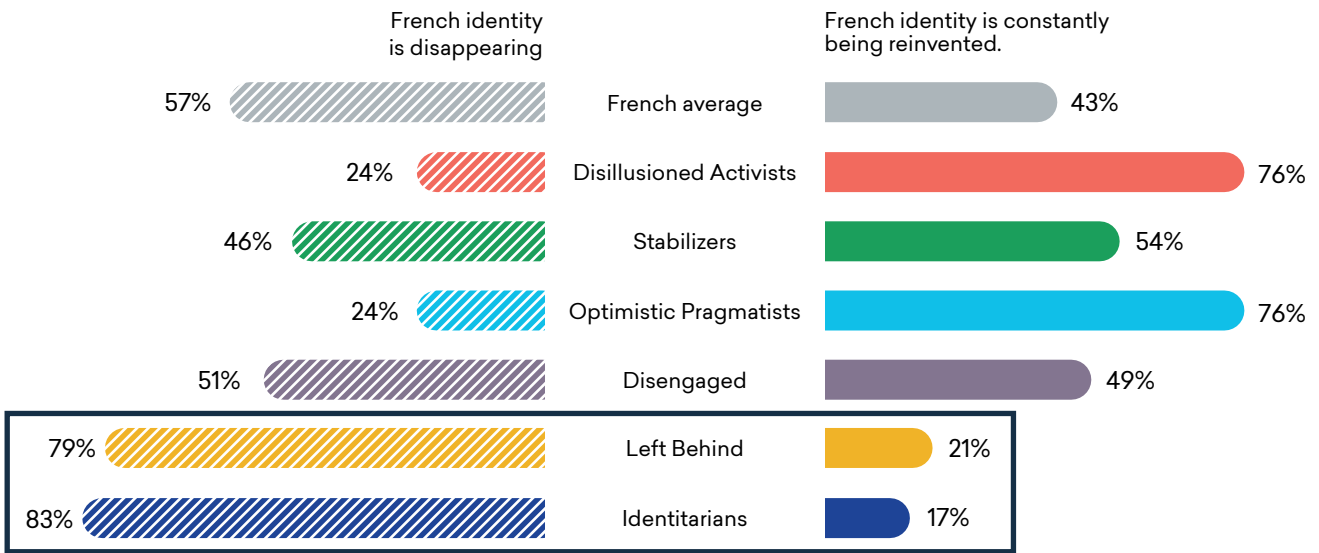 French identity
is disappearing
French identity is constantly
being reinvented.
57%
French average
43%
24%
Disillusioned Activists
76%
46%
Stabilizers
54%
24%
Optimistic Pragmatists
76%
51%
Disengaged
49%
79%
Left Behind
21%
83%
Identitarians
17%